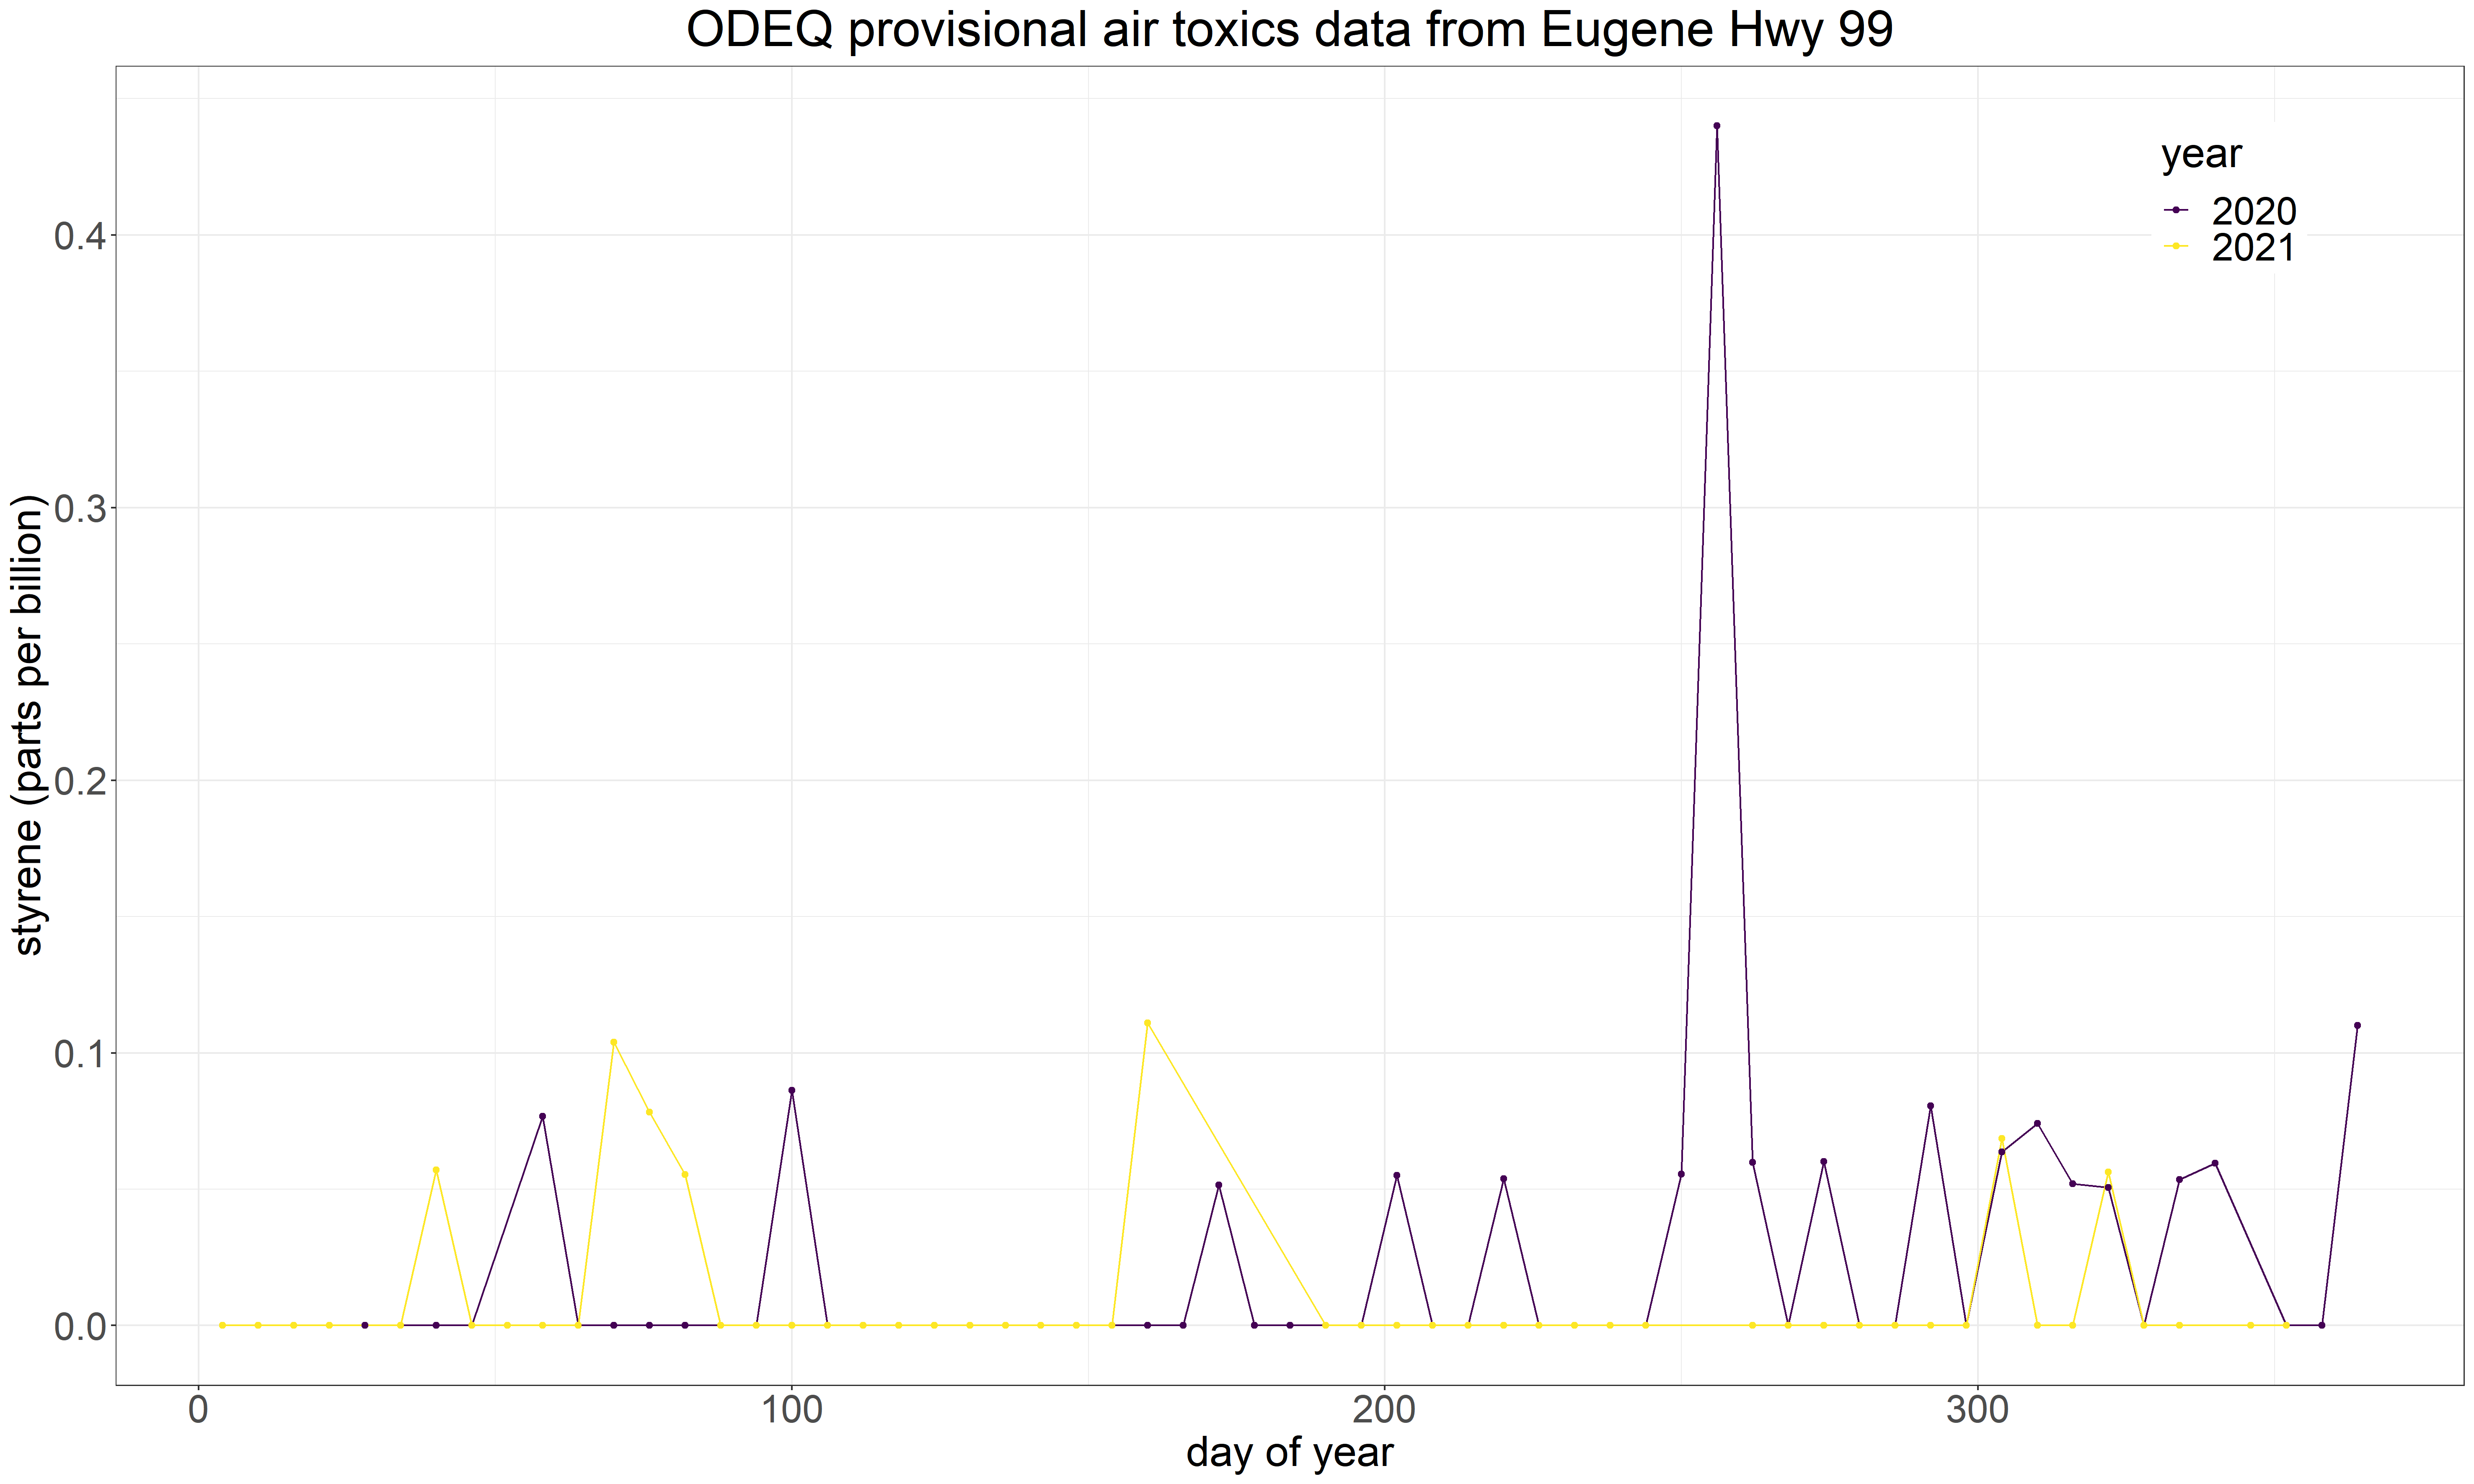 ODEQ provisional air toxics data from Eugene Hwy 99
year
2020
2021
styrene (parts per billion)
0.4
0.3
0.2
0.1
0.0
0 100 200 300
day of year